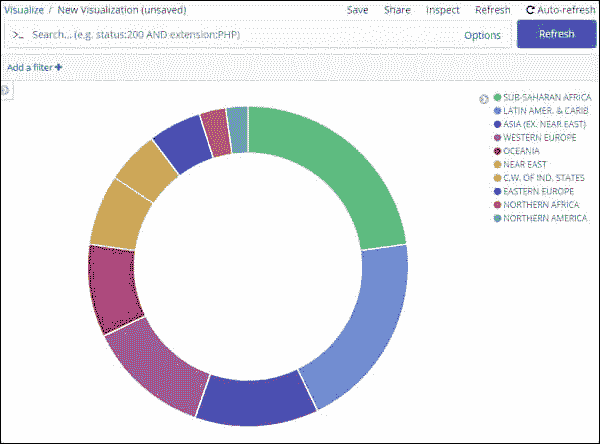 Visualize / New Visualization (unsaved) Save Share Inspect Refresh Auto-refresh
>_ Search... (e.g. status:200 AND extension:PHP) Options Refresh
Add a filter +
SUB-SAHARAN AFRICA
LATIN AMER. & CARIB
ASIA (EX. NEAR EAST)
WESTERN EUROPE
OCEANIA
NEAR EAST
C.W. OF IND. STATES
EASTERN EUROPE
NORTHERN AFRICA
NORTHERN AMERICA